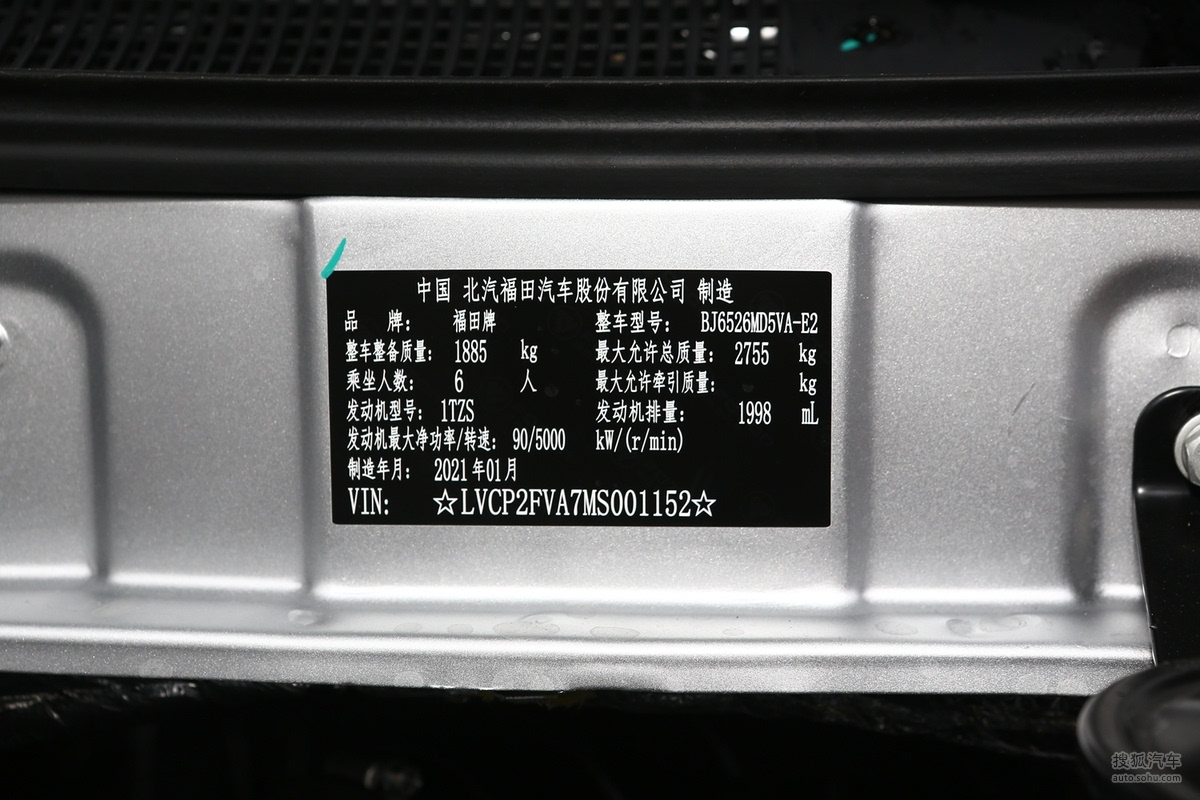 中国 北汽福田汽车股份有限公司 制造
品 牌: 福田牌 整车型号: BJ6526MD5VA-E2
整车整备质量: 1885 kg 最大允许总质量: 2755 kg
乘坐人数: 6 人 最大允许牵引质量: kg
发动机型号: 1TZS 发动机排量: 1998 mL
发动机最大净功率/转速: 90/5000 kW/(r/min)
制造年月: 2021年01月
VIN: ☆LVCP2FVA7MS001152☆
搜狐汽车
auto.sohu.com